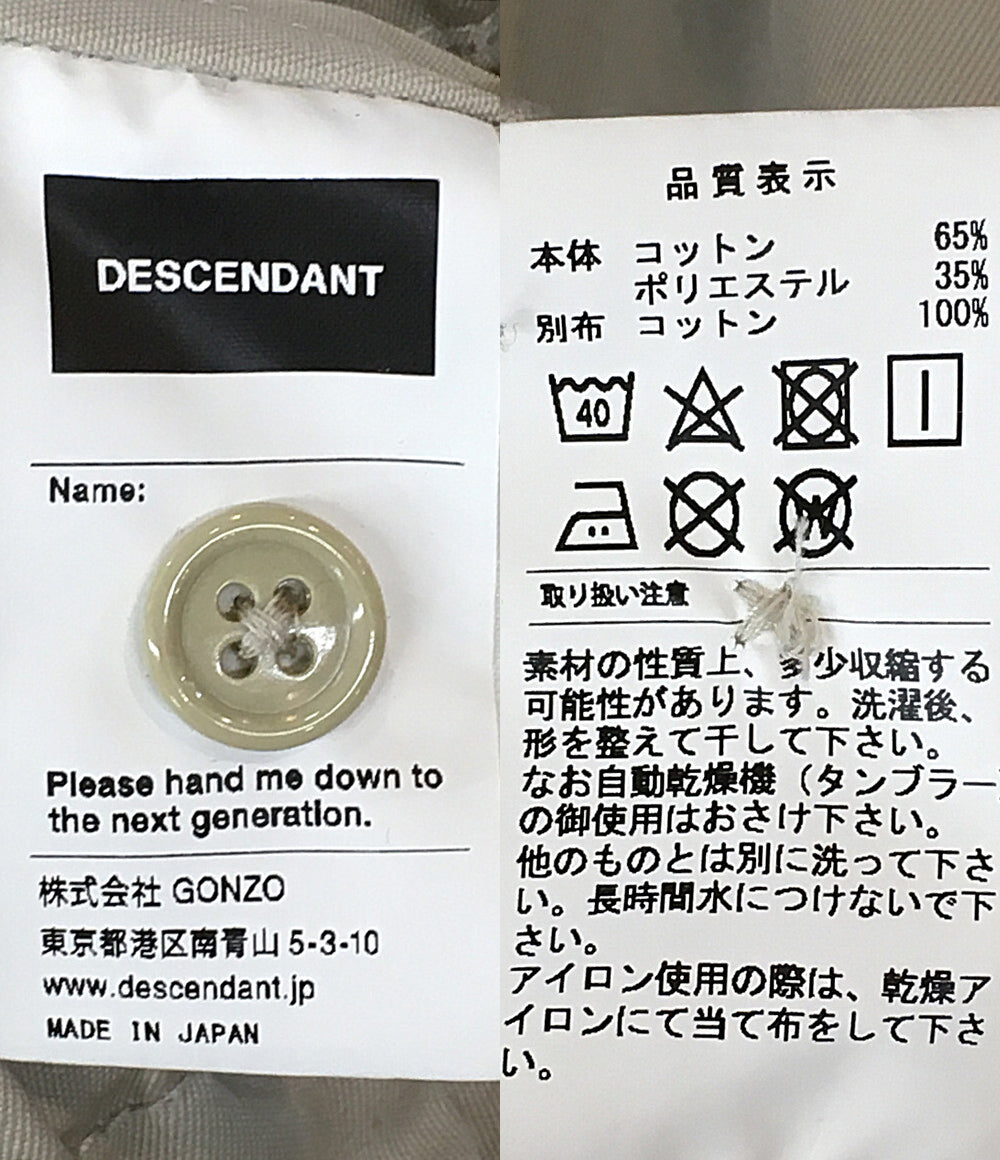 DESCENDANT
Name:
Please hand me down to
the next generation.
株式会社 GONZO
東京都港区南青山 5-3-10
www.descendant.jp
MADE IN JAPAN
品質表示
本体 コットン 65%
ポリエステル 35%
別布 コットン 100%
40
W
取り扱い注意
素材の性質上、多少収縮する
可能性があります。洗濯後、
形を整えて干して下さい。
なお自動乾燥機（タンブラー）
の御使用はおさけ下さい。
他のものとは別に洗って下さ
い。長時間水につけないで下
さい。
アイロン使用の際は、乾燥ア
イロンにて当て布をして下さ
い。